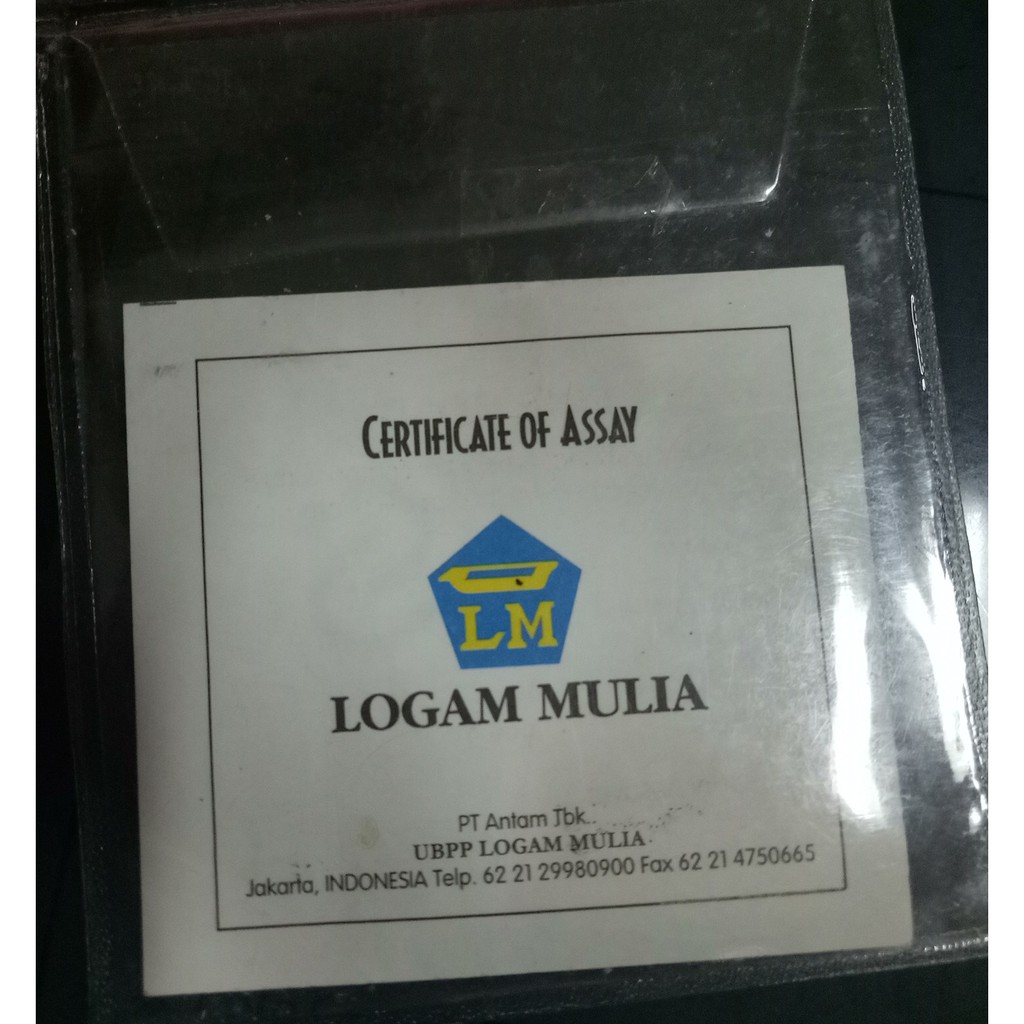 CERTIFICATE OF ASSAY
LM
LOGAM MULIA
PT Antam Tbk..
UBPP LOGAM MULIA
Jakarta, INDONESIA Telp. 62 21 29980900 Fax 62 21 4750665